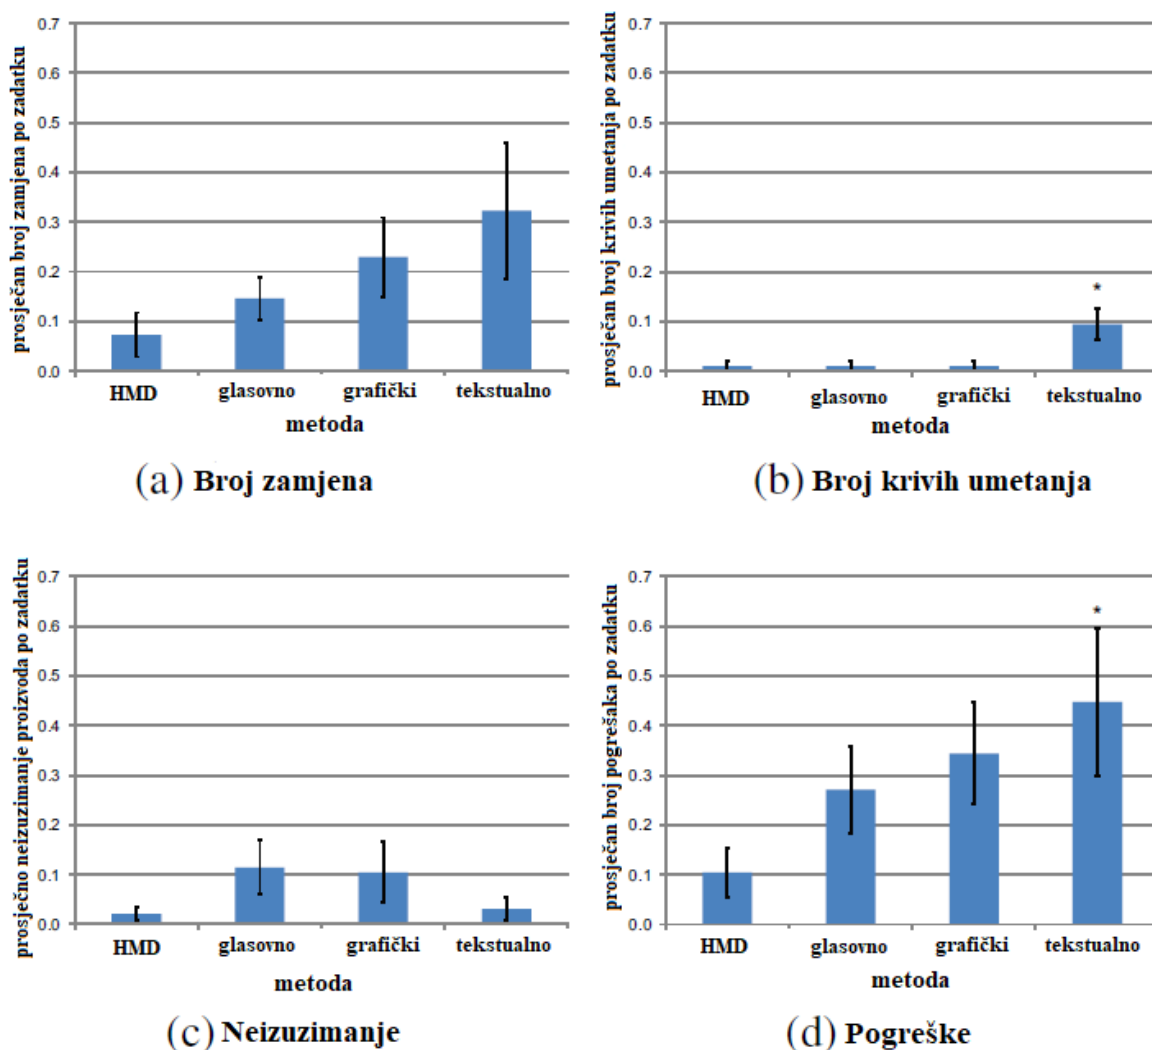 prosječan broj zamjena po zadatku
0.7
0.6
0.5
0.4
0.3
0.2
0.1
0.0
HMD glasovno grafički tekstualno
metoda
(a) Broj zamjena
prosječan broj krivih umetanja po zadatku
0.7
0.6
0.5
0.4
0.3
0.2
0.1
0.0
*
HMD glasovno grafički tekstualno
metoda
(b) Broj krivih umetanja
prosječno neizuzimanje proizvoda po zadatku
0.7
0.6
0.5
0.4
0.3
0.2
0.1
0.0
HMD glasovno grafički tekstualno
metoda
(c) Neizuzimanje
prosječan broj pogrešaka po zadatku
0.7
0.6
0.5
0.4
0.3
0.2
0.1
0.0
*
HMD glasovno grafički tekstualno
metoda
(d) Pogreške